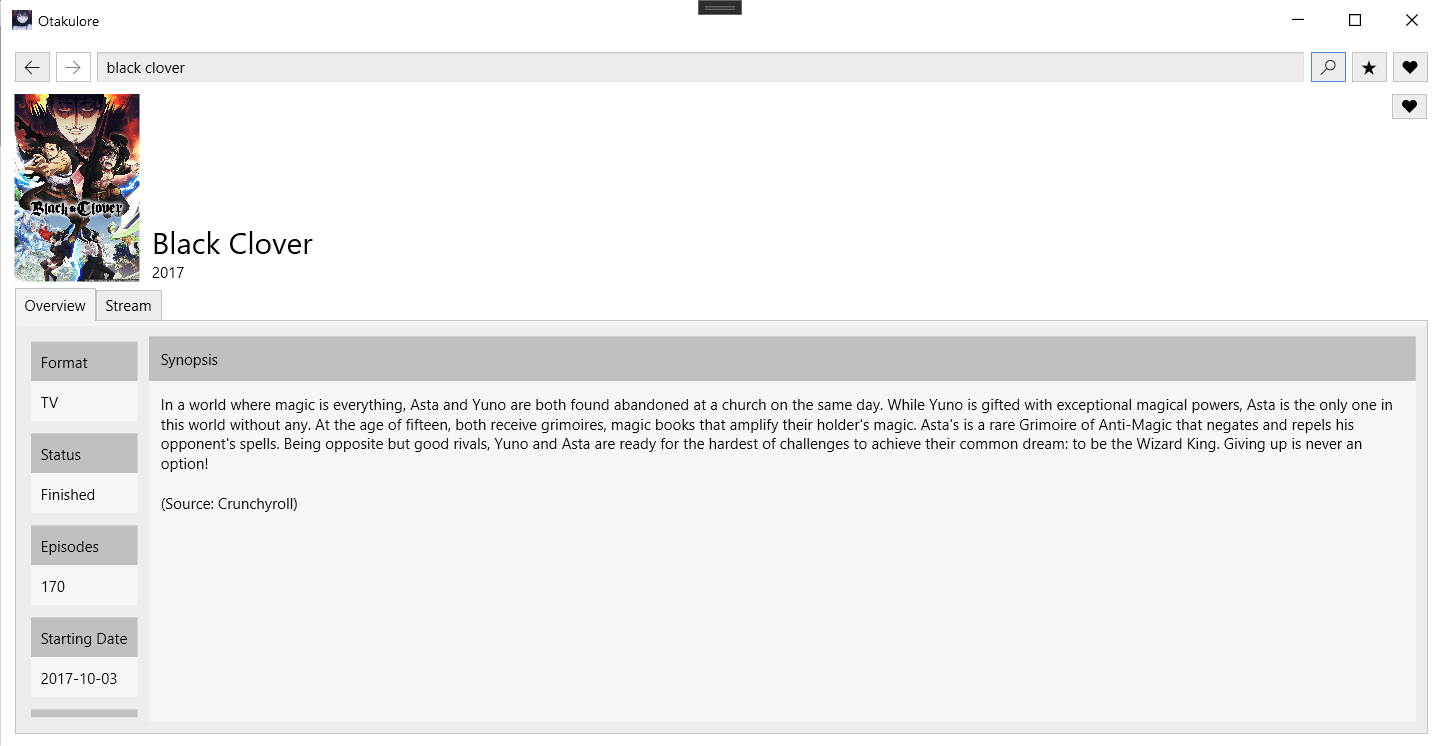 Otakulore
black clover
Black Clover
Black Clover
2017
Overview
Stream
Format
TV
Status
Finished
Episodes
170
Starting Date
2017-10-03
Synopsis
In a world where magic is everything, Asta and Yuno are both found abandoned at a church on the same day. While Yuno is gifted with exceptional magical powers, Asta is the only one in
this world without any. At the age of fifteen, both receive grimoires, magic books that amplify their holder's magic. Asta's is a rare Grimoire of Anti-Magic that negates and repels his
opponent's spells. Being opposite but good rivals, Yuno and Asta are ready for the hardest of challenges to achieve their common dream: to be the Wizard King. Giving up is never an
option!
(Source: Crunchyroll)